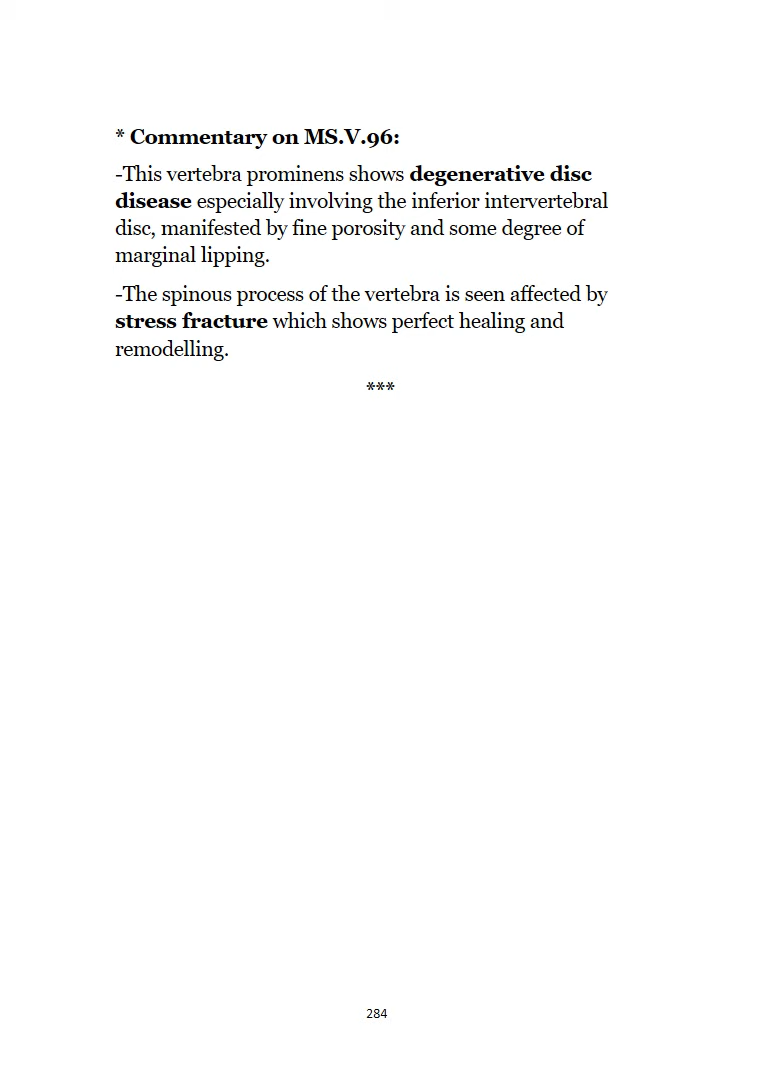 * Commentary on MS.V.96:
-This vertebra prominens shows degenerative disc
disease especially involving the inferior intervertebral
disc, manifested by fine porosity and some degree of
marginal lipping.
-The spinous process of the vertebra is seen affected by
stress fracture which shows perfect healing and
remodelling.
***
284